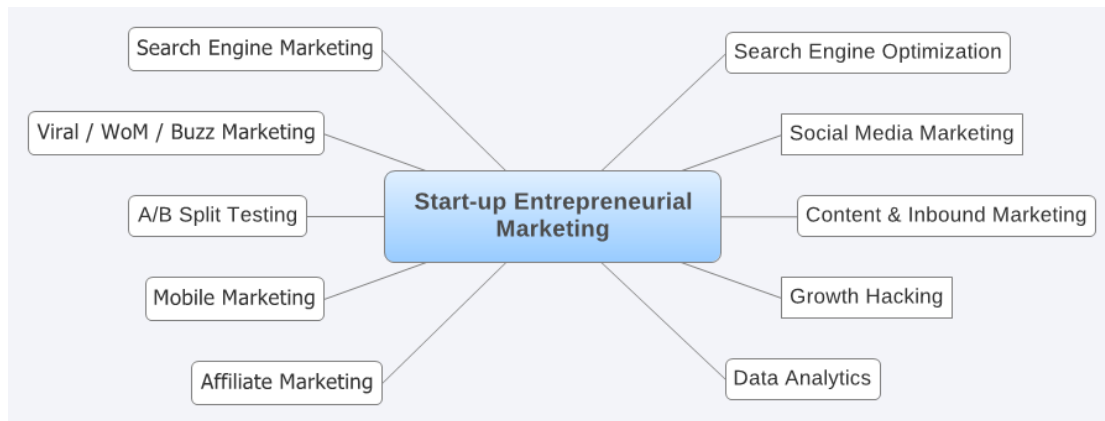 Search Engine Marketing
Search Engine Optimization
Viral / WoM / Buzz Marketing
Social Media Marketing
A/B Split Testing
Start-up Entrepreneurial
Marketing
Content & Inbound Marketing
Mobile Marketing
Growth Hacking
Affiliate Marketing
Data Analytics